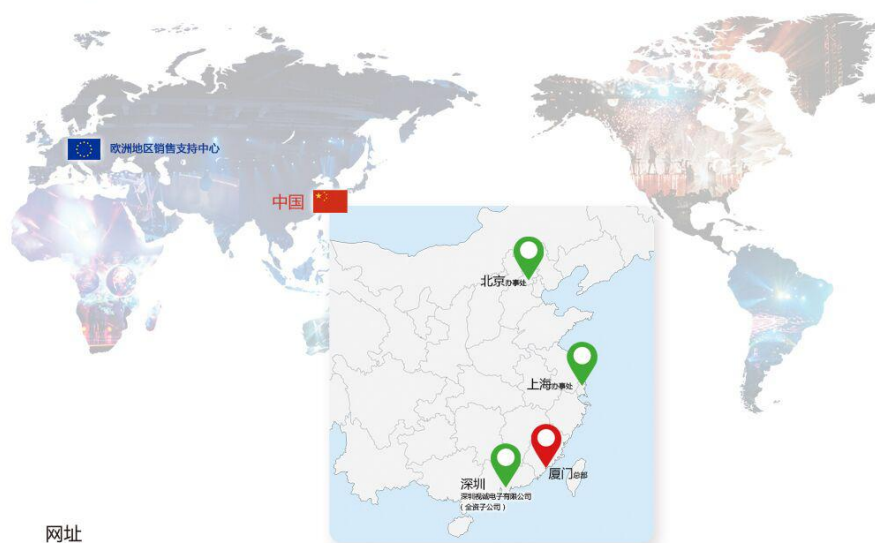 欧洲地区销售支持中心
中国
北京办事处
上海办事处
厦门总部
深圳
深圳视诚电子有限公司
（全资子公司）
网址